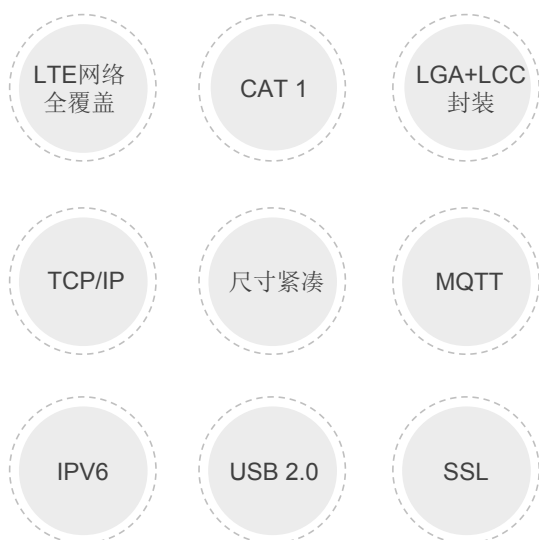 LTE网络
全覆盖
CAT 1
LGA+LCC
封装
TCP/IP
尺寸紧凑
MQTT
IPV6
USB 2.0
SSL